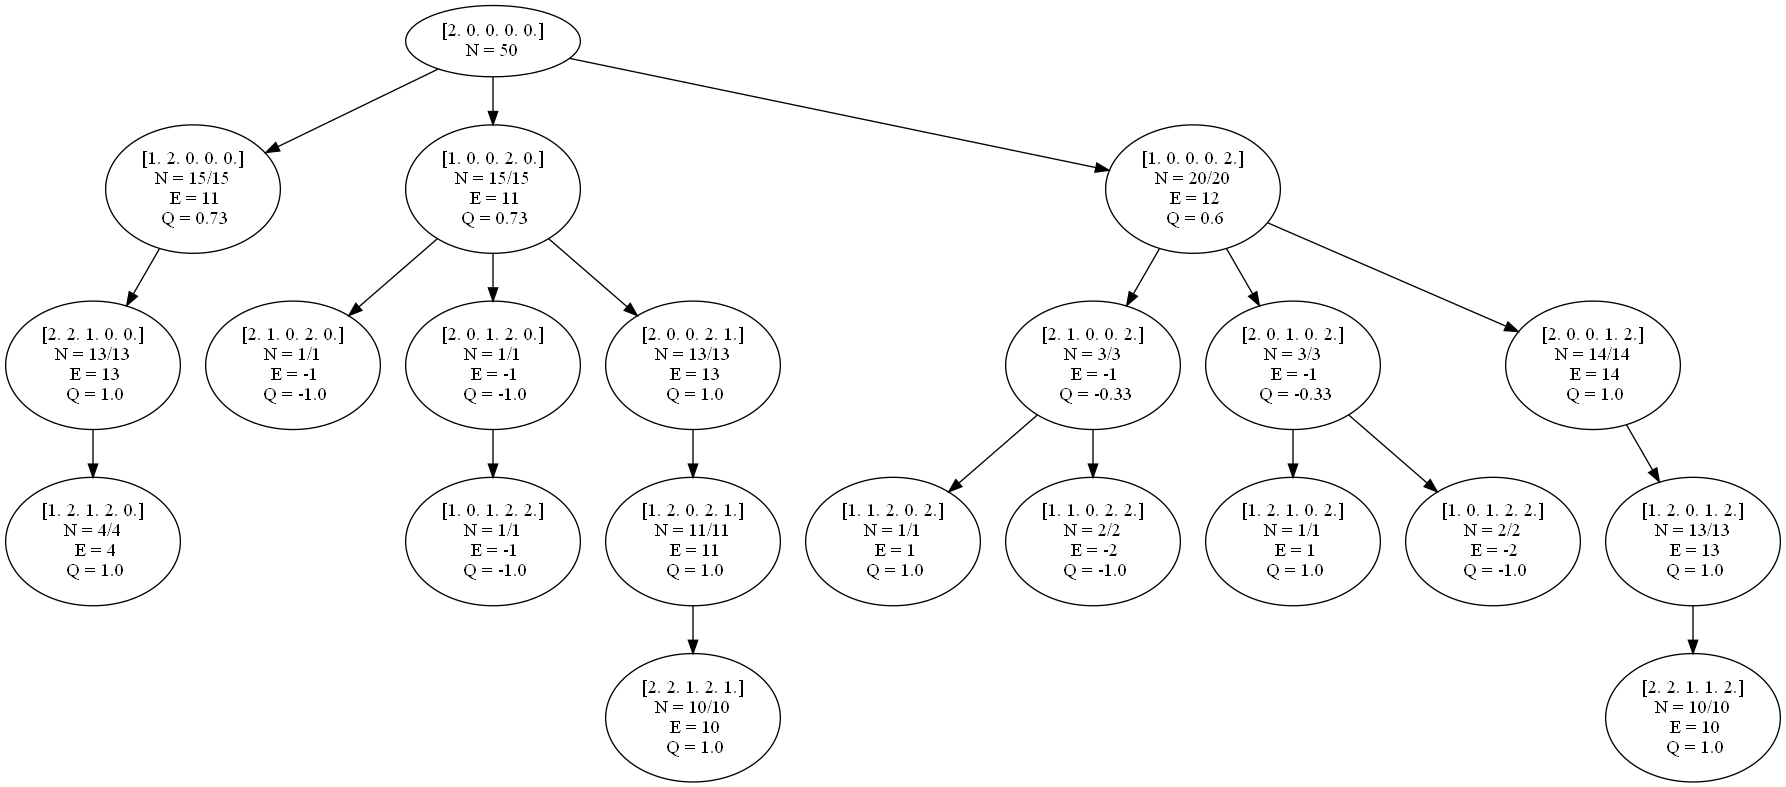 [2. 0. 0. 0. 0.]
N = 50
[1. 2. 0. 0. 0.]
N = 15/15
E = 11
Q = 0.73
[1. 0. 0. 2. 0.]
N = 15/15
E = 11
Q = 0.73
[1. 0. 0. 0. 2.]
N = 20/20
E = 12
Q = 0.6
[2. 2. 1. 0. 0.]
N = 13/13
E = 13
Q = 1.0
[2. 1. 0. 2. 0.]
N = 1/1
E = -1
Q = -1.0
[2. 0. 1. 2. 0.]
N = 1/1
E = -1
Q = -1.0
[2. 0. 0. 2. 1.]
N = 13/13
E = 13
Q = 1.0
[2. 1. 0. 0. 2.]
N = 3/3
E = -1
Q = -0.33
[2. 0. 1. 0. 2.]
N = 3/3
E = -1
Q = -0.33
[2. 0. 0. 1. 2.]
N = 14/14
E = 14
Q = 1.0
[1. 2. 1. 2. 0.]
N = 4/4
E = 4
Q = 1.0
[1. 0. 1. 2. 2.]
N = 1/1
E = -1
Q = -1.0
[1. 2. 0. 2. 1.]
N = 11/11
E = 11
Q = 1.0
[1. 1. 2. 0. 2.]
N = 1/1
E = 1
Q = 1.0
[1. 1. 0. 2. 2.]
N = 2/2
E = -2
Q = -1.0
[1. 2. 1. 0. 2.]
N = 1/1
E = 1
Q = 1.0
[1. 0. 1. 2. 2.]
N = 2/2
E = -2
Q = -1.0
[1. 2. 0. 1. 2.]
N = 13/13
E = 13
Q = 1.0
[2. 2. 1. 2. 1.]
N = 10/10
E = 10
Q = 1.0
[2. 2. 1. 1. 2.]
N = 10/10
E = 10
Q = 1.0